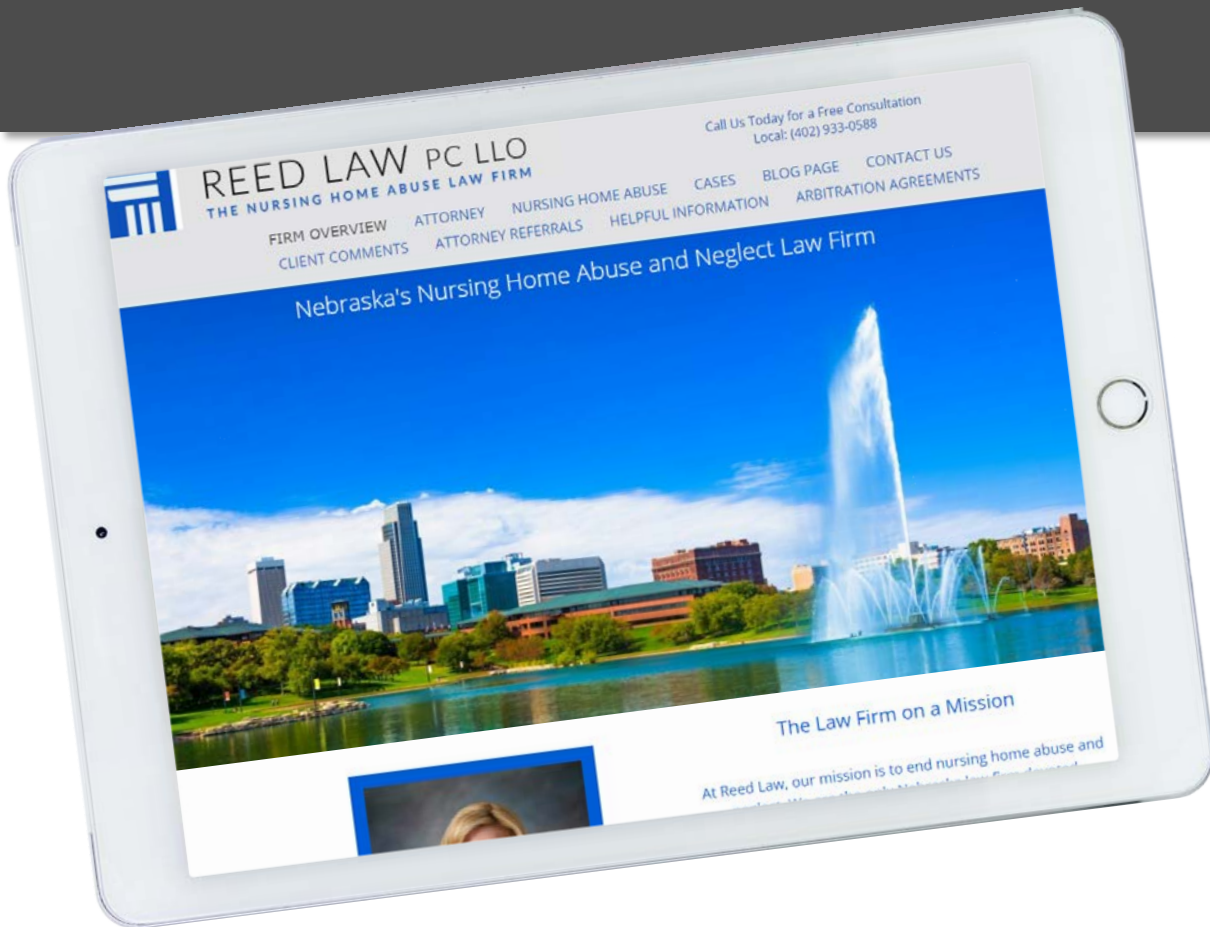 REED LAW PC LLO
THE NURSING HOME ABUSE LAW FIRM
Call Us Today for a Free Consultation
Local: (402) 933-0588
FIRM OVERVIEW ATTORNEY NURSING HOME ABUSE CASES BLOG PAGE CONTACT US
CLIENT COMMENTS ATTORNEY REFERRALS HELPFUL INFORMATION ARBITRATION AGREEMENTS
Nebraska's Nursing Home Abuse and Neglect Law Firm
The Law Firm on a Mission
At Reed Law, our mission is to end nursing home abuse and